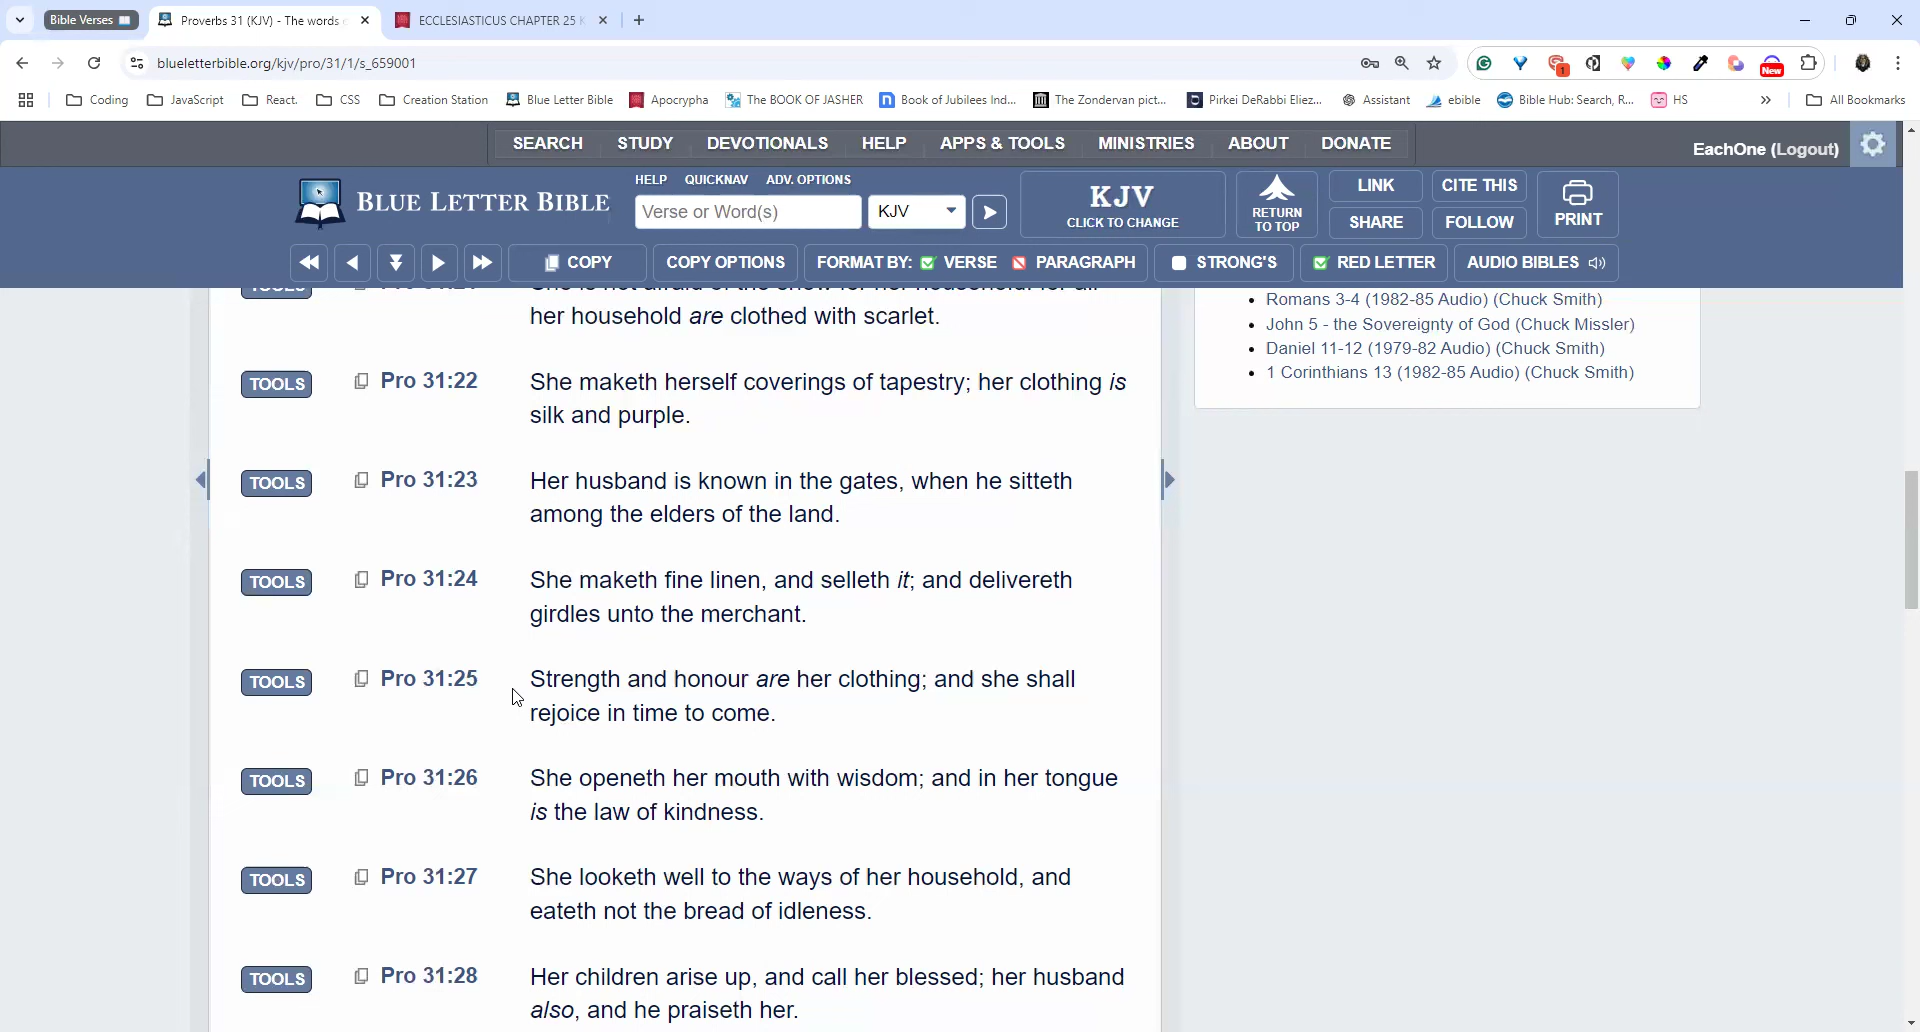 Bible Verses
Proverbs 31 (KJV) - The words o
ECCLESIASTICUS CHAPTER 25 K
blueletterbible.org/kjv/pro/31/1/s_659001
1
New
Coding
JavaScript
React.
CSS
Creation Station
Blue Letter Bible
Apocrypha
The BOOK OF JASHER
Book of Jubilees Ind...
The Zondervan pict...
Pirkei DeRabbi Eliez...
Assistant
ebible
Bible Hub: Search, R...
HS
All Bookmarks
SEARCH
STUDY
DEVOTIONALS
HELP
APPS & TOOLS
MINISTRIES
ABOUT
DONATE
EachOne (Logout)
BLUE LETTER BIBLE
HELP
QUICKNAV
ADV. OPTIONS
Verse or Word(s)
KJV
KJV
CLICK TO CHANGE
RETURN
TO TOP
LINK
CITE THIS
SHARE
FOLLOW
PRINT
COPY
COPY OPTIONS
FORMAT BY:
VERSE
PARAGRAPH
STRONG'S
RED LETTER
AUDIO BIBLES
her household are clothed with scarlet.
TOOLS
Pro 31:22
She maketh herself coverings of tapestry; her clothing is
silk and purple.
TOOLS
Pro 31:23
Her husband is known in the gates, when he sitteth
among the elders of the land.
TOOLS
Pro 31:24
She maketh fine linen, and selleth it; and delivereth
girdles unto the merchant.
TOOLS
Pro 31:25
Strength and honour are her clothing; and she shall
rejoice in time to come.
TOOLS
Pro 31:26
She openeth her mouth with wisdom; and in her tongue
is the law of kindness.
TOOLS
Pro 31:27
She looketh well to the ways of her household, and
eateth not the bread of idleness.
TOOLS
Pro 31:28
Her children arise up, and call her blessed; her husband
also, and he praiseth her.
Romans 3-4 (1982-85 Audio) (Chuck Smith)
John 5 - the Sovereignty of God (Chuck Missler)
Daniel 11-12 (1979-82 Audio) (Chuck Smith)
1 Corinthians 13 (1982-85 Audio) (Chuck Smith)